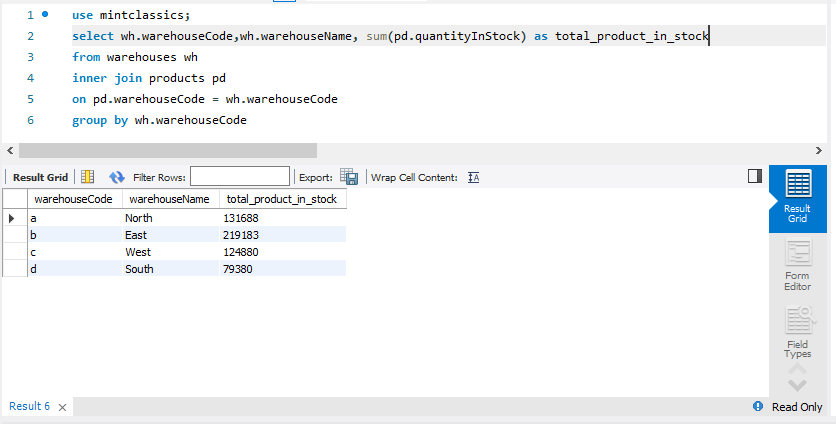 1 use mintclassics;
2 select wh.warehouseCode,wh.warehouseName, sum(pd.quantityInStock) as total_product_in_stock
3 from warehouses wh
4 inner join products pd
5 on pd.warehouseCode = wh.warehouseCode
6 group by wh.warehouseCode
Result Grid Filter Rows: Export: Wrap Cell Content:
warehouseCode warehouseName total_product_in_stock
a North 131688
b East 219183
c West 124880
d South 79380
Result
Grid
Form
Editor
Field
Types
Result 6 Read Only